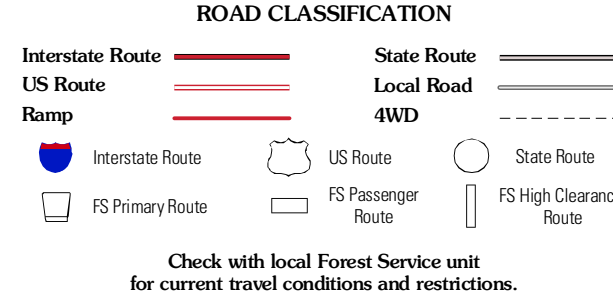 ROAD CLASSIFICATION
Interstate Route
State Route
US Route
Local Road
Ramp
4WD
Interstate Route
US Route
State Route
FS Primary Route
FS Passenger
Route
FS High Clearanc
Route
Check with local Forest Service unit
for current travel conditions and restrictions.